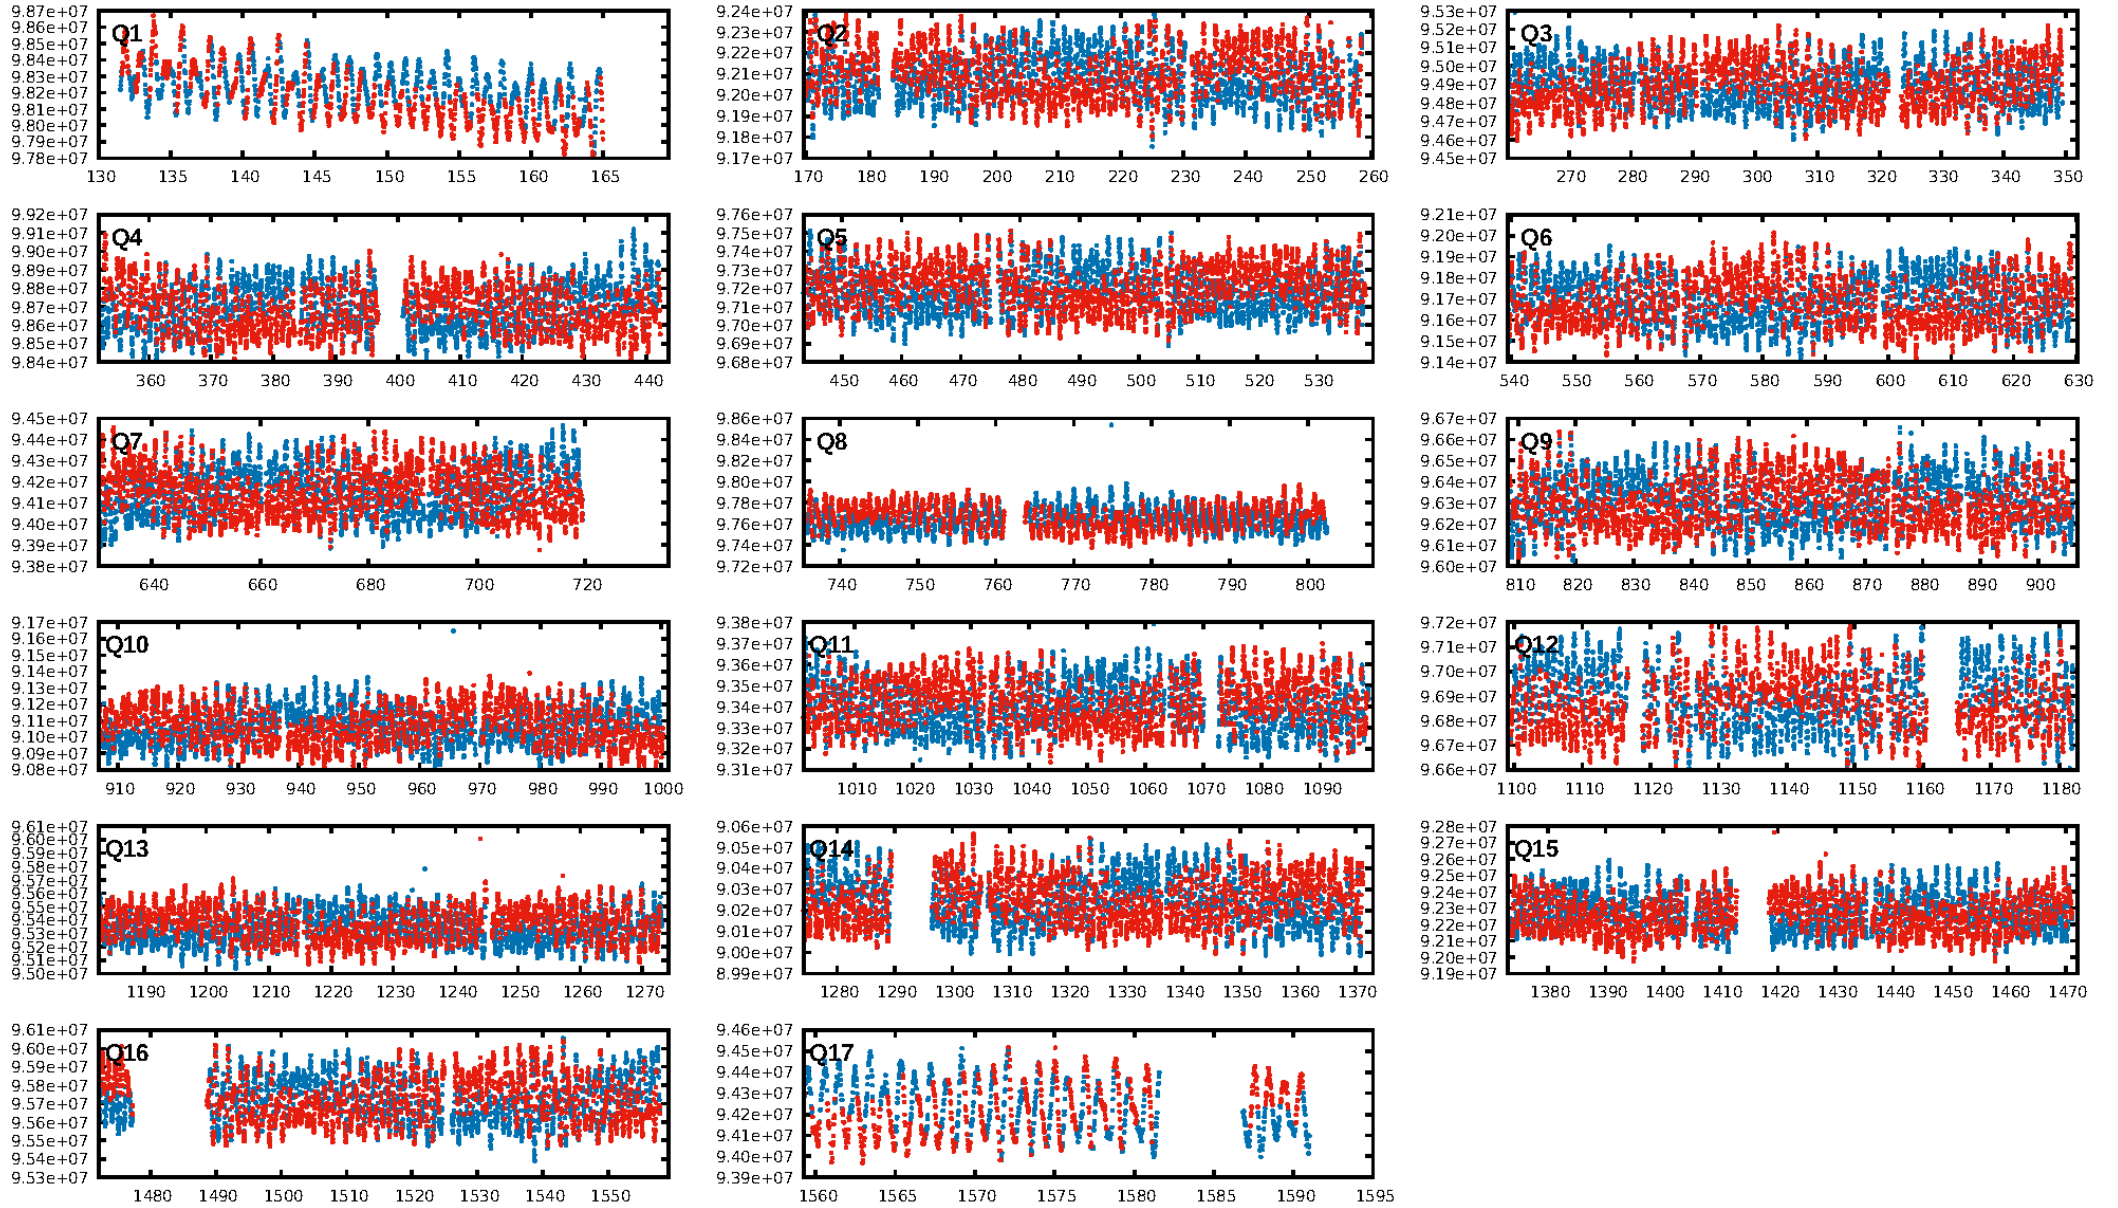 9.87e+07
9.86e+07
Q1
9.85e+07
9.84e+07
9.83e+07
9.82e+07
9.81e+07
9.80e+07
9.79e+07
9.78e+07
130 135 140 145 150 155 160 165
9.24e+07
9.23e+07
Q2
9.22e+07
9.21e+07
9.20e+07
9.19e+07
9.18e+07
9.17e+07
170 180 190 200 210 220 230 240 250 260
9.53e+07
9.52e+07
Q3
9.51e+07
9.50e+07
9.49e+07
9.48e+07
9.47e+07
9.46e+07
9.45e+07
270 280 290 300 310 320 330 340 350
9.92e+07
9.91e+07
Q4
9.90e+07
9.89e+07
9.88e+07
9.87e+07
9.86e+07
9.85e+07
9.84e+07
360 370 380 390 400 410 420 430 440
9.76e+07
9.75e+07
Q5
9.74e+07
9.73e+07
9.72e+07
9.71e+07
9.70e+07
9.69e+07
9.68e+07
450 460 470 480 490 500 510 520 530
9.21e+07
9.20e+07
Q6
9.19e+07
9.18e+07
9.17e+07
9.16e+07
9.15e+07
9.14e+07
540 550 560 570 580 590 600 610 620 630
9.45e+07
9.44e+07
Q7
9.43e+07
9.42e+07
9.41e+07
9.40e+07
9.39e+07
9.38e+07
640 660 680 700 720
9.86e+07
9.84e+07
Q8
9.82e+07
9.80e+07
9.78e+07
9.76e+07
9.74e+07
9.72e+07
740 750 760 770 780 790 800
9.67e+07
9.66e+07
Q9
9.65e+07
9.64e+07
9.63e+07
9.62e+07
9.61e+07
9.60e+07
810 820 830 840 850 860 870 880 890 900
9.17e+07
9.16e+07
Q10
9.15e+07
9.14e+07
9.13e+07
9.12e+07
9.11e+07
9.10e+07
9.09e+07
9.08e+07
910 920 930 940 950 960 970 980 990 1000
9.38e+07
9.37e+07
Q11
9.36e+07
9.35e+07
9.34e+07
9.33e+07
9.32e+07
9.31e+07
1010 1020 1030 1040 1050 1060 1070 1080 1090
9.72e+07
Q12
9.71e+07
9.70e+07
9.69e+07
9.68e+07
9.67e+07
9.66e+07
1100 1110 1120 1130 1140 1150 1160 1170 1180
9.61e+07
9.60e+07
Q13
9.59e+07
9.58e+07
9.57e+07
9.56e+07
9.55e+07
9.54e+07
9.53e+07
9.52e+07
9.51e+07
9.50e+07
1190 1200 1210 1220 1230 1240 1250 1260 1270
9.06e+07
9.05e+07
Q14
9.04e+07
9.03e+07
9.02e+07
9.01e+07
9.00e+07
8.99e+07
1280 1290 1300 1310 1320 1330 1340 1350 1360 1370
9.28e+07
9.27e+07
Q15
9.26e+07
9.25e+07
9.24e+07
9.23e+07
9.22e+07
9.21e+07
9.20e+07
9.19e+07
1380 1390 1400 1410 1420 1430 1440 1450 1460 1470
9.61e+07
9.60e+07
Q16
9.59e+07
9.58e+07
9.57e+07
9.56e+07
9.55e+07
9.54e+07
9.53e+07
1480 1490 1500 1510 1520 1530 1540 1550
9.46e+07
9.45e+07
Q17
9.44e+07
9.43e+07
9.42e+07
9.41e+07
9.40e+07
9.39e+07
1560 1565 1570 1575 1580 1585 1590 1595